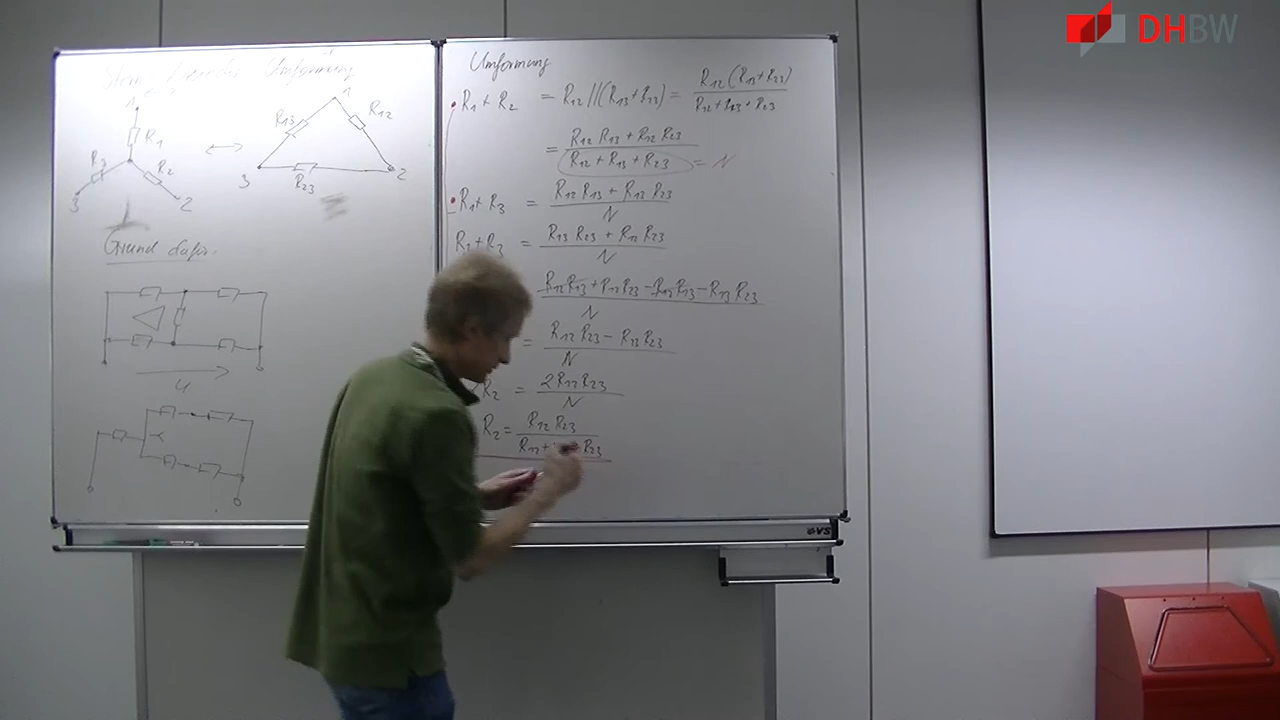 DHBW
Stern - Dreieck Umformung
1
R1
R3
R2
3
2
1
R13
R12
3
R23
2
Grund dafür:
U
Umformung
R1 + R2 = R12 || (R13 + R23) = R12 (R13 + R23) / R12 + R13 + R23
= R12 R13 + R12 R23 / R12 + R13 + R23 = N
R1 + R3 = R12 R13 + R13 R23 / N
R2 + R3 = R13 R23 + R12 R23 / N
R12 R13 + R12 R23 - R12 R13 - R13 R23 / N
= R12 R23 - R13 R23 / N
R2 = 2 R12 R23 / N
R2 = R12 R23 / R12 + R23
VS